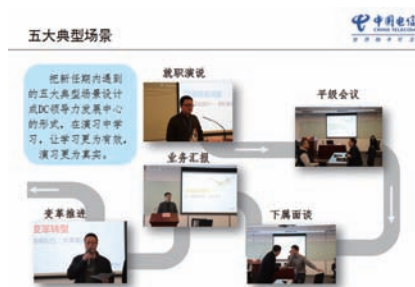 五大典型场景
中国电信
CHINA TELECOM
把新任期内遇到
的五大典型场景设计
成DC领导力发展中心
的形式，在演习中学
习，让学习更为有效，
演习更为真实。
就职演说
平级会议
业务汇报
变革推进
变革转型
下属面谈